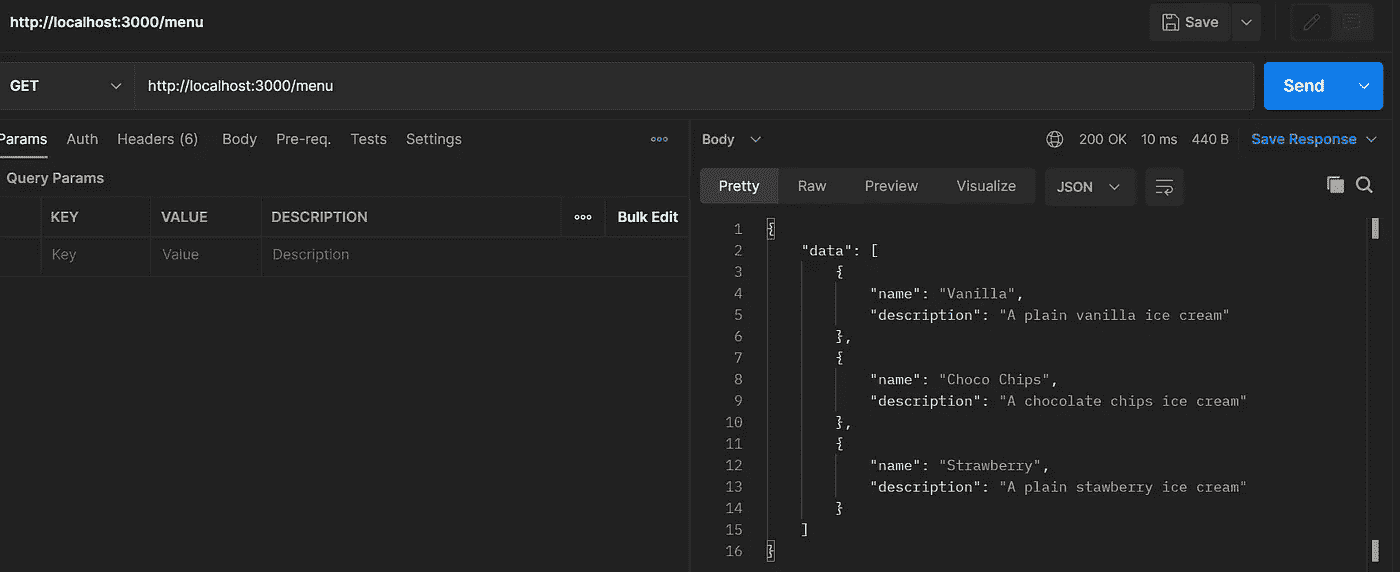 http://localhost:3000/menu
Save
GET
http://localhost:3000/menu
Send
Params Auth Headers (6) Body Pre-req. Tests Settings
Query Params
KEY VALUE DESCRIPTION Bulk Edit
Key Value Description
Body 200 OK 10 ms 440 B Save Response
Pretty Raw Preview Visualize JSON
1 {
2 "data": [
3 {
4 "name": "Vanilla",
5 "description": "A plain vanilla ice cream"
6 },
7 {
8 "name": "Choco Chips",
9 "description": "A chocolate chips ice cream"
10 },
11 {
12 "name": "Strawberry",
13 "description": "A plain stawberry ice cream"
14 }
15 ]
16 }